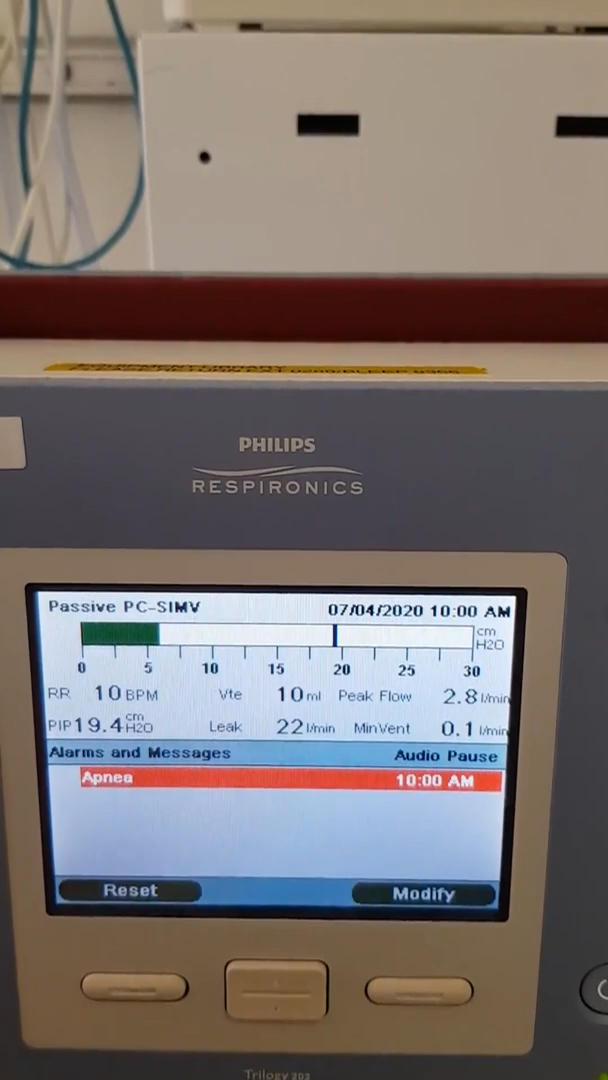 EQUIPMENT LIBRARY
PHILIPS
RESPIRONICS
Passive PC-SIMV 07/04/2020 10:00 AM
cm H2O
0 5 10 15 20 25 30
RR 10 BPM Vte 10 ml Peak Flow 2.8 l/min
PIP 19.4 cm H2O Leak 22 l/min MinVent 0.1 l/min
Alarms and Messages Audio Pause
Apnea 10:00 AM
Reset Modify
Trilogy 202